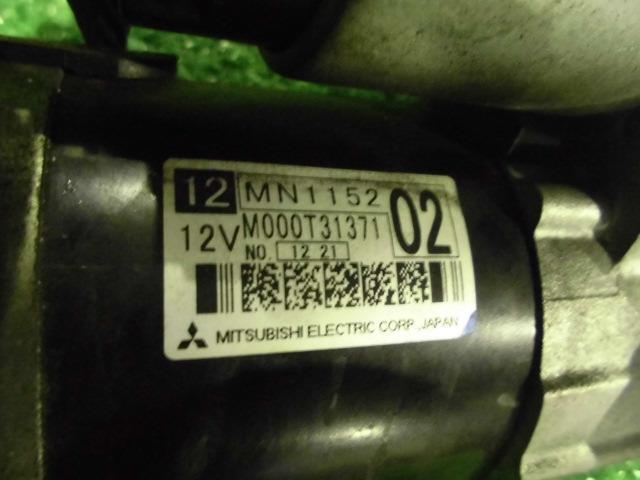 12 MN1152 02
12V M000T31371
NO. 12 21
MITSUBISHI ELECTRIC CORP. JAPAN